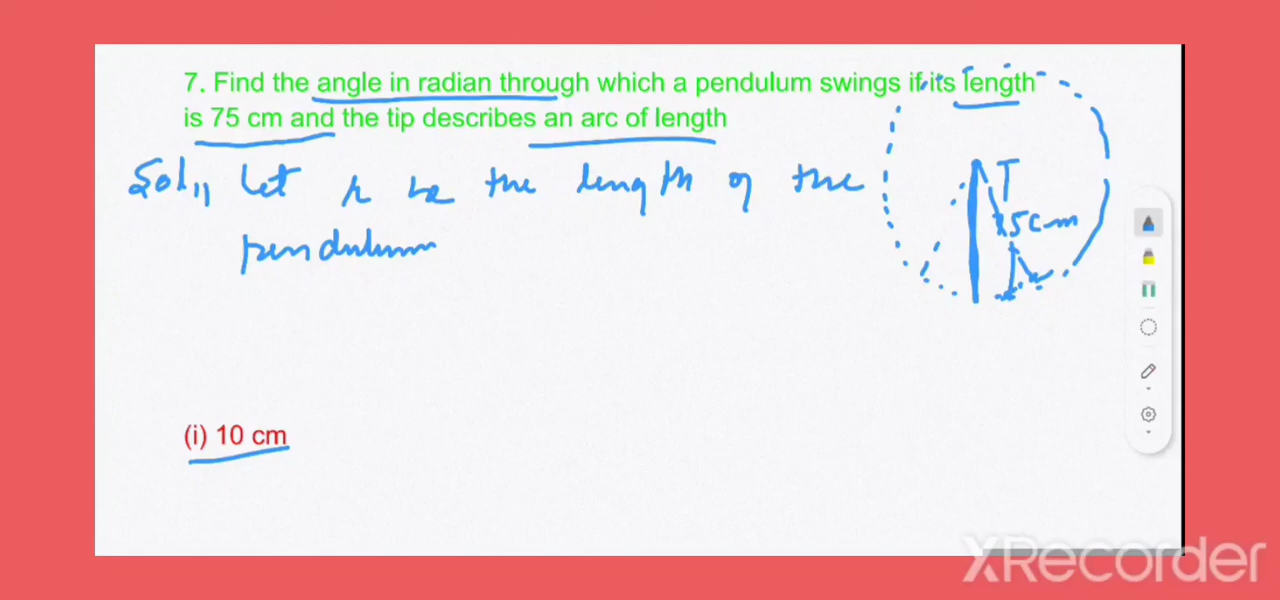 7. Find the angle in radian through which a pendulum swings if its length
is 75 cm and the tip describes an arc of length
Soln Let r be the length of the
pendulum
T
75cm
(i) 10 cm
XRecorder